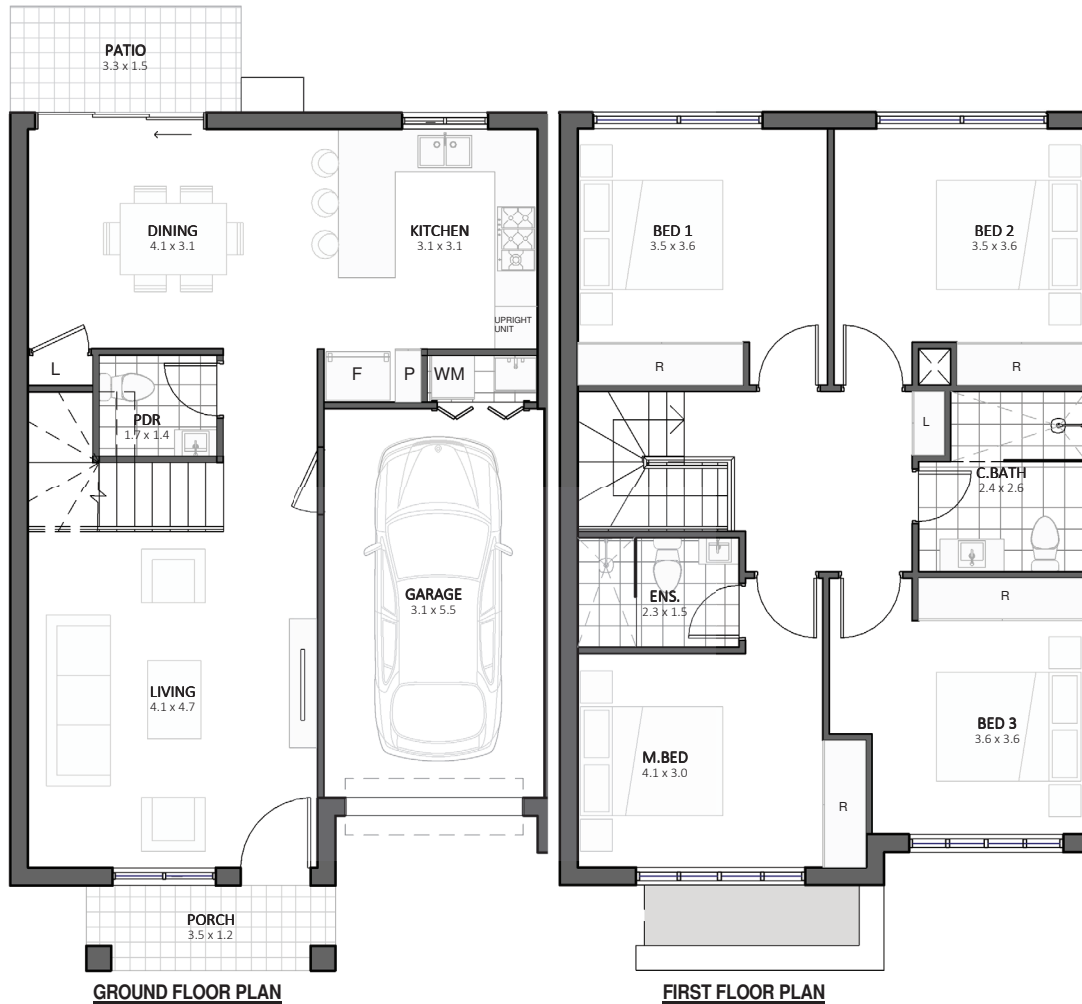 PATIO
3.3 x 1.5
DINING
4.1 x 3.1
KITCHEN
3.1 x 3.1
UPRIGHT
UNIT
L
F
P
WM
PDR
1.7 x 1.4
GARAGE
3.1 x 5.5
LIVING
4.1 x 4.7
PORCH
3.5 x 1.2
GROUND FLOOR PLAN
BED 1
3.5 x 3.6
BED 2
3.5 x 3.6
R
R
L
C.BATH
2.4 x 2.6
ENS.
2.3 x 1.5
R
BED 3
3.6 x 3.6
M.BED
4.1 x 3.0
R
FIRST FLOOR PLAN